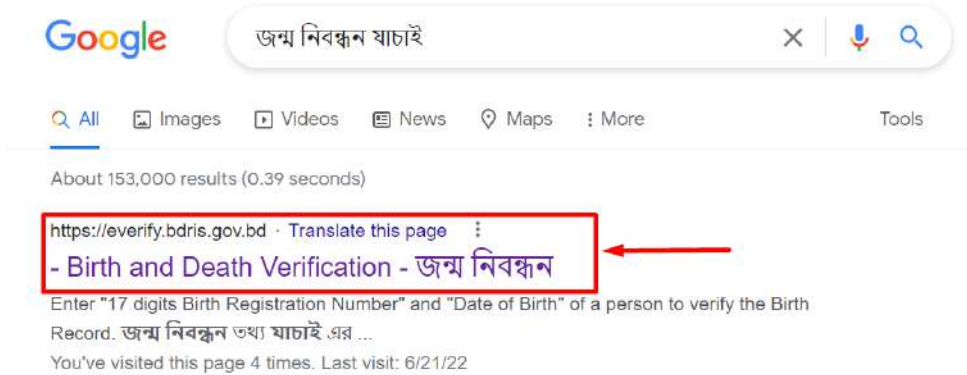 Google
জন্ম নিবন্ধন যাচাই
All Images Videos News Maps More Tools
About 153,000 results (0.39 seconds)
https://everify.bdris.gov.bd · Translate this page
- Birth and Death Verification - জন্ম নিবন্ধন
Enter "17 digits Birth Registration Number" and "Date of Birth" of a person to verify the Birth
Record. জন্ম নিবন্ধন তথ্য যাচাই এর ...
You've visited this page 4 times. Last visit: 6/21/22